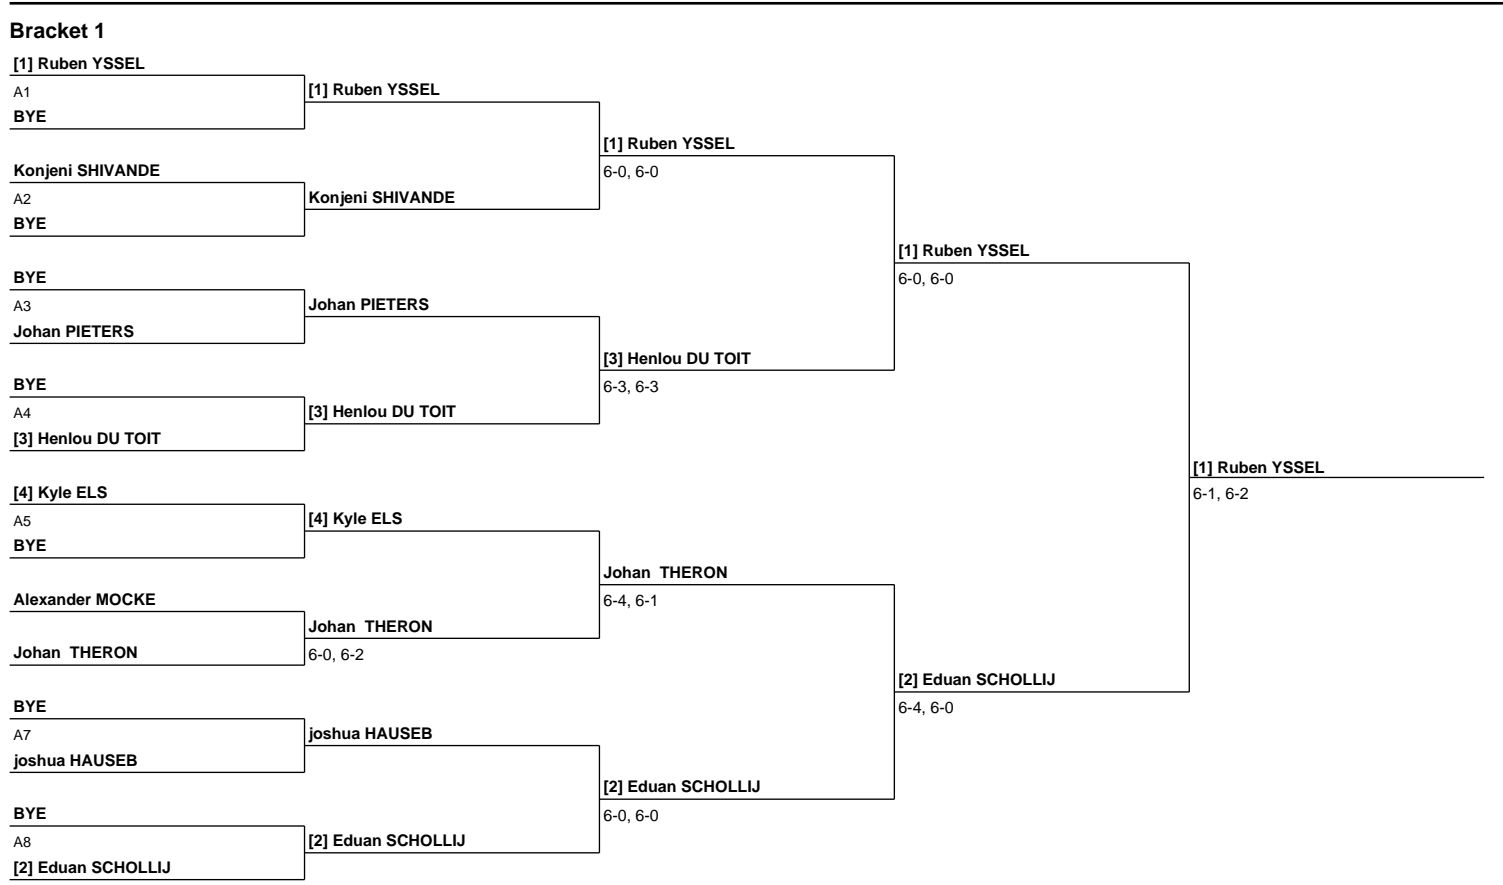 Bracket 1
[1] Ruben YSSEL
A1
BYE
[1] Ruben YSSEL
Konjeni SHIVANDE
A2
BYE
Konjeni SHIVANDE
[1] Ruben YSSEL
6-0, 6-0
BYE
A3
Johan PIETERS
Johan PIETERS
BYE
A4
[3] Henlou DU TOIT
[3] Henlou DU TOIT
[3] Henlou DU TOIT
6-3, 6-3
[1] Ruben YSSEL
6-0, 6-0
[4] Kyle ELS
A5
BYE
[4] Kyle ELS
Alexander MOCKE
Johan  THERON
Johan  THERON
6-0, 6-2
Johan  THERON
6-4, 6-1
BYE
A7
joshua HAUSEB
joshua HAUSEB
BYE
A8
[2] Eduan SCHOLLIJ
[2] Eduan SCHOLLIJ
[2] Eduan SCHOLLIJ
6-0, 6-0
[2] Eduan SCHOLLIJ
6-4, 6-0
[1] Ruben YSSEL
6-1, 6-2